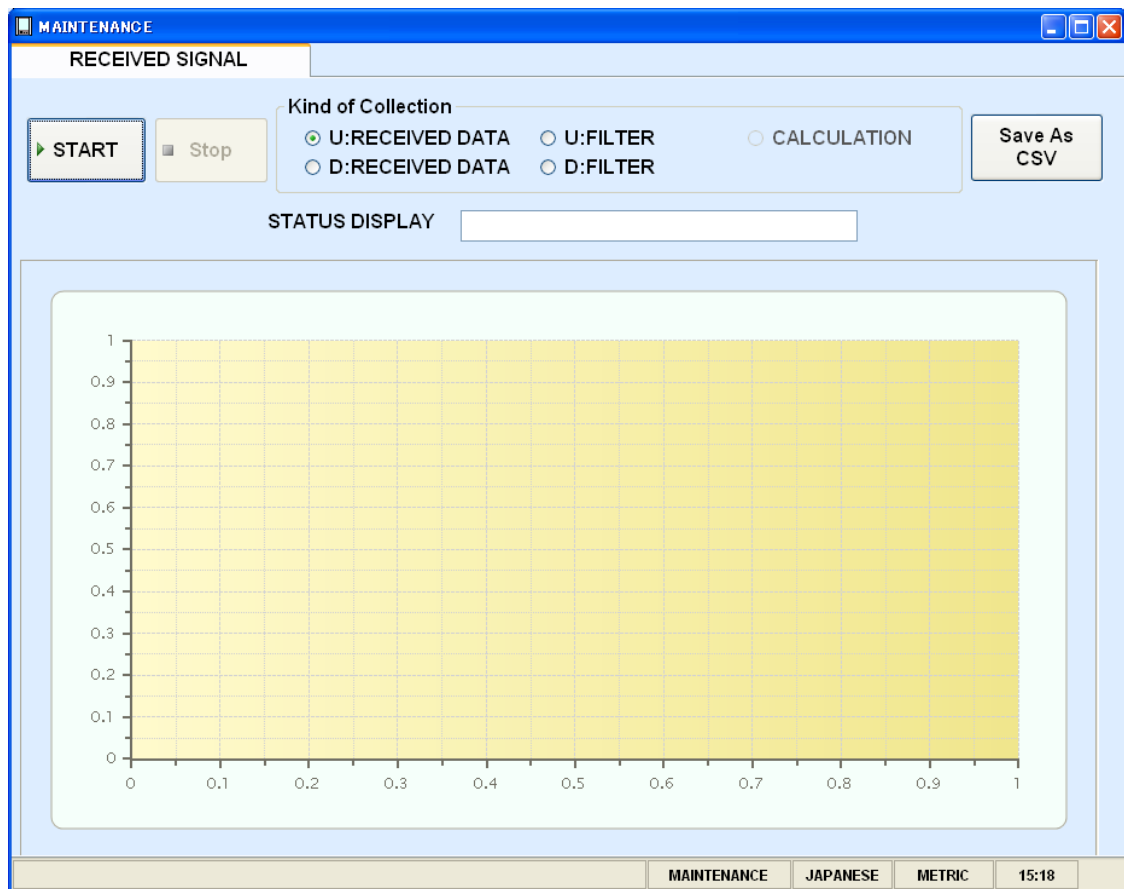 MAINTENANCE
RECEIVED SIGNAL
START
Stop
Kind of Collection
U:RECEIVED DATA
U:FILTER
CALCULATION
D:RECEIVED DATA
D:FILTER
Save As
CSV
STATUS DISPLAY
1
0.9
0.8
0.7
0.6
0.5
0.4
0.3
0.2
0.1
0
0 0.1 0.2 0.3 0.4 0.5 0.6 0.7 0.8 0.9 1
MAINTENANCE JAPANESE METRIC 15:18